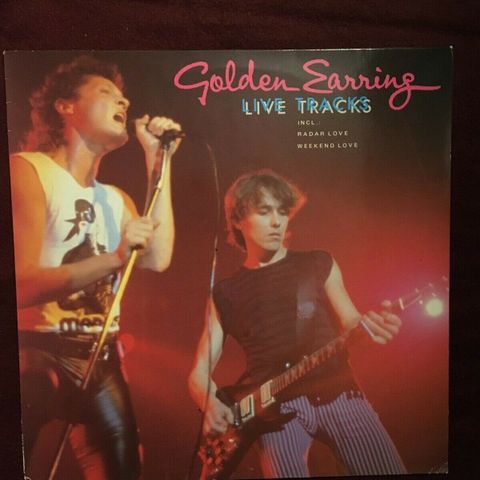 Golden Earring
LIVE TRACKS
INCL.:
RADAR LOVE
WEEKEND LOVE